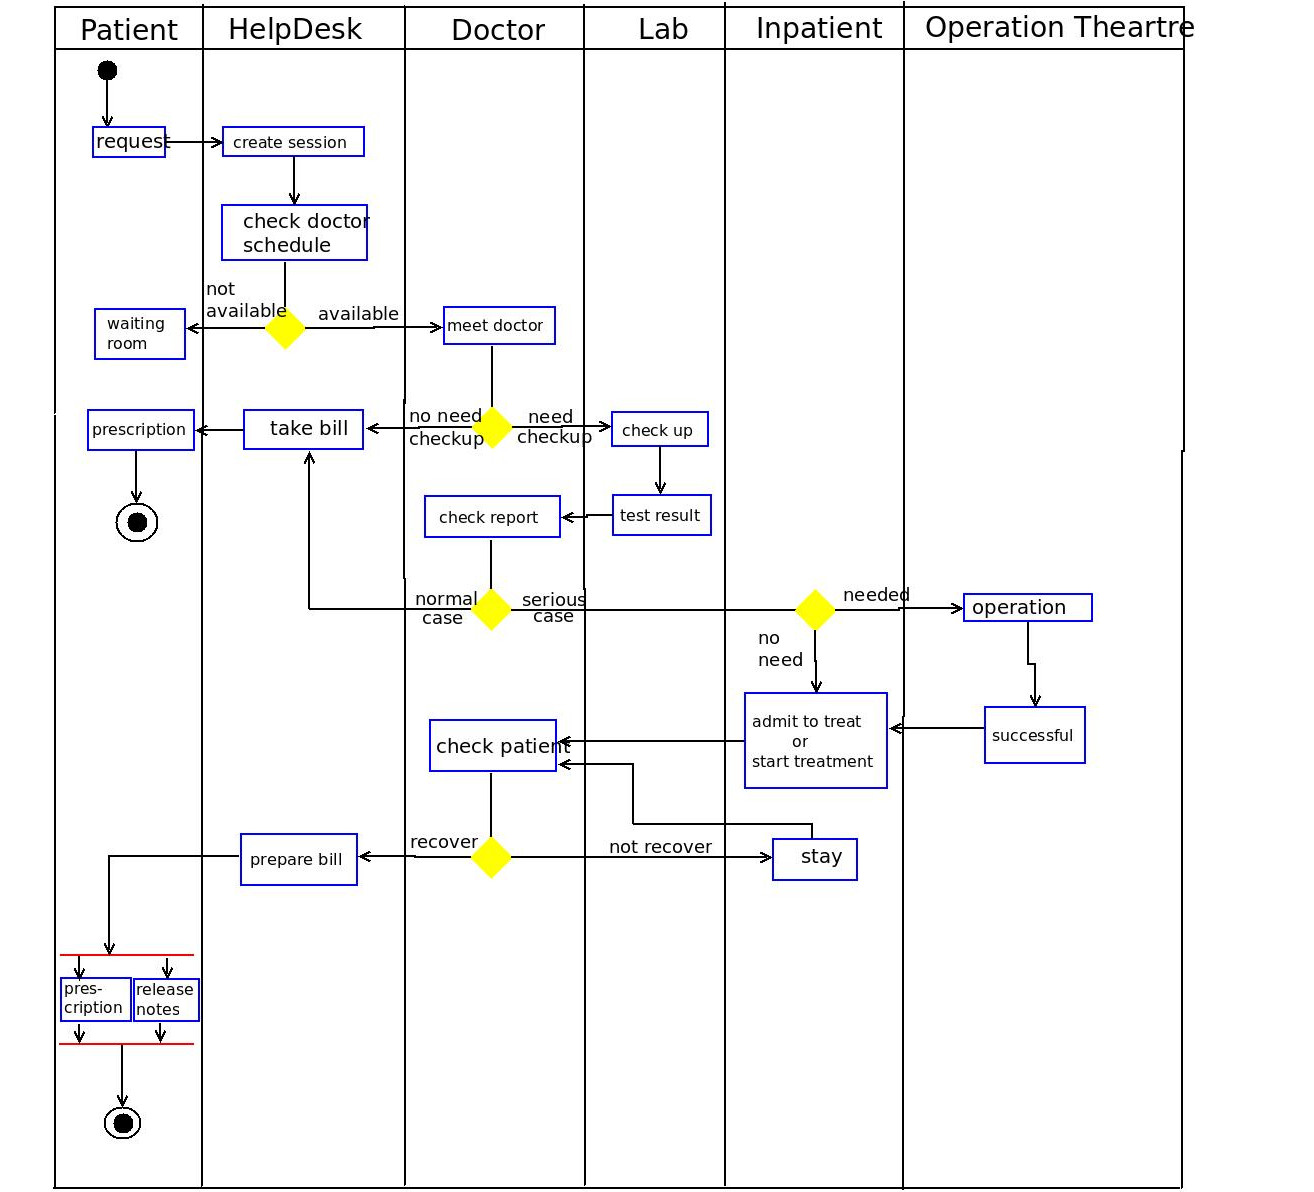 Patient
HelpDesk
Doctor
Lab
Inpatient
Operation Theartre
request
create session
check doctor
schedule
not
available
available
waiting
room
meet doctor
prescription
take bill
no need
checkup
need
checkup
check up
check report
test result
normal
case
serious
case
needed
operation
no
need
check patient
admit to treat
or
start treatment
successful
recover
not recover
prepare bill
stay
pres-
cription
release
notes